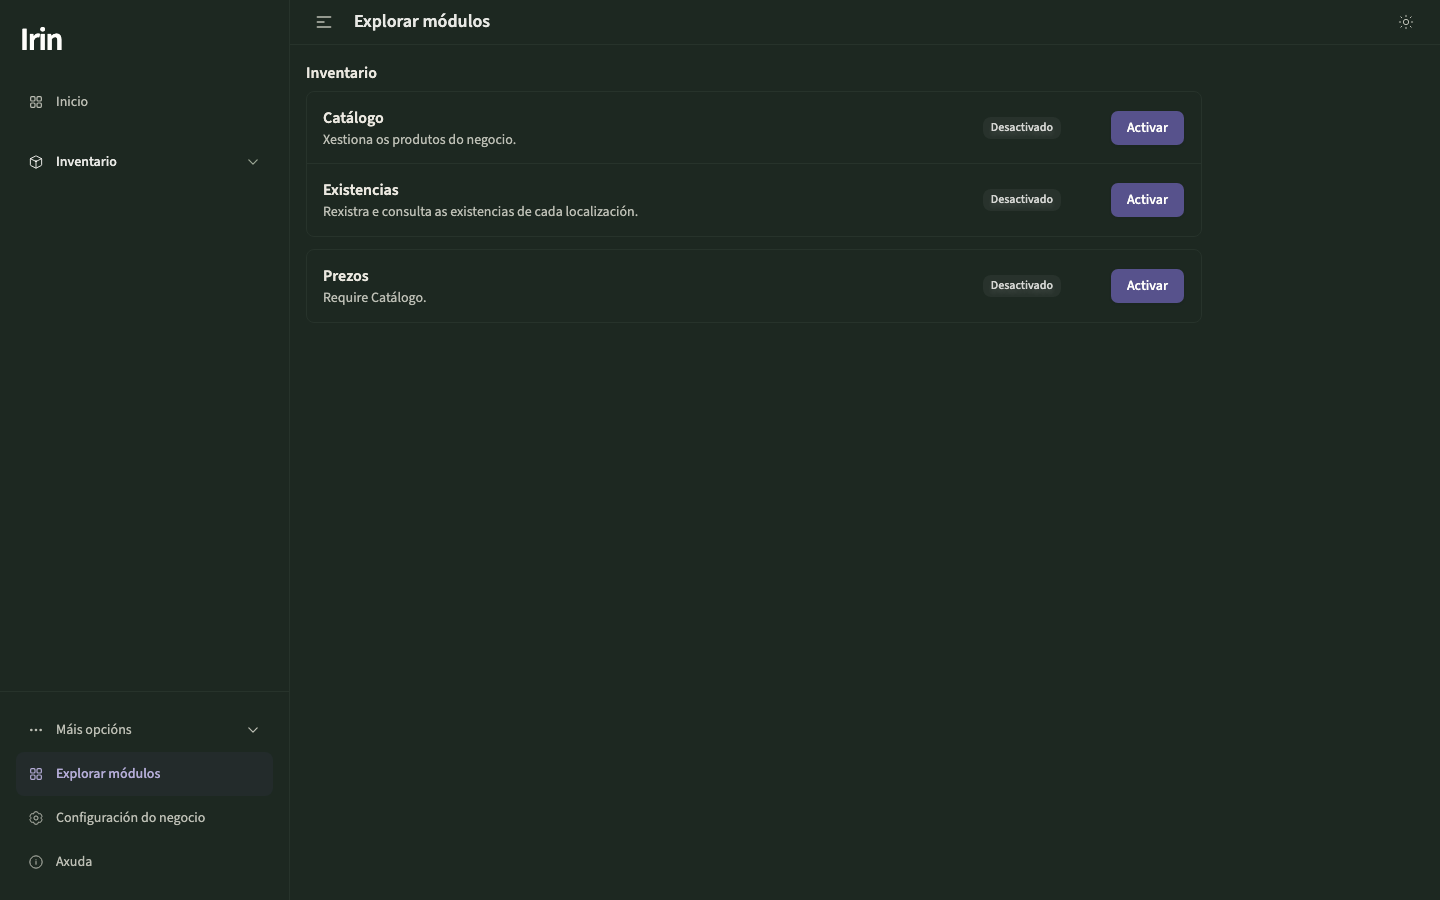 Irin
Inicio
Inventario
Máis opcións
Explorar módulos
Configuración do negocio
Axuda
Explorar módulos
Inventario
Catálogo
Xestiona os produtos do negocio.
Desactivado
Activar
Existencias
Rexistra e consulta as existencias de cada localización.
Desactivado
Activar
Prezos
Require Catálogo.
Desactivado
Activar